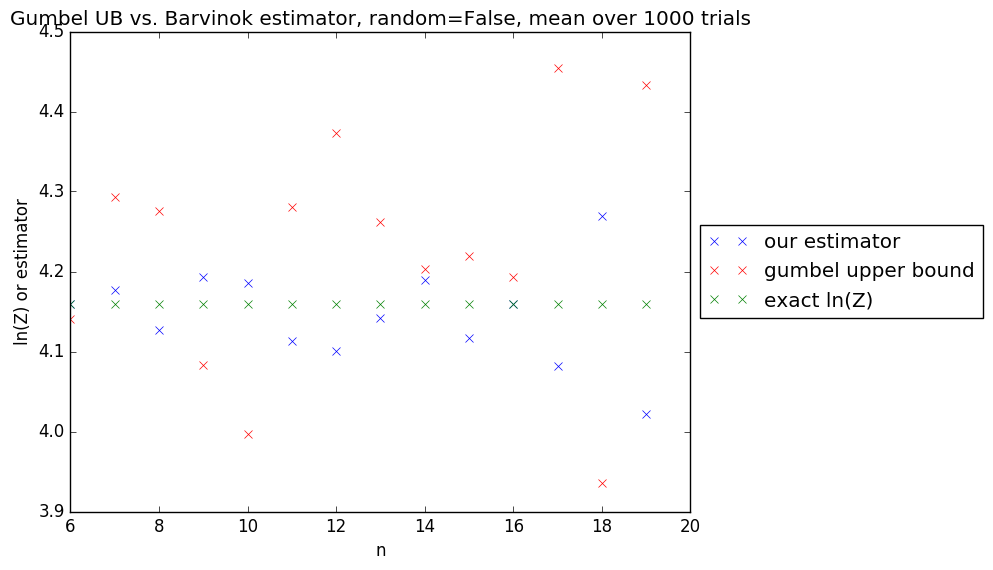 Gumbel UB vs. Barvinok estimator, random=False, mean over 1000 trials
4.5
4.4
4.3
4.2
4.1
4.0
3.9
ln(Z) or estimator
6 8 10 12 14 16 18 20
n
our estimator
gumbel upper bound
exact ln(Z)